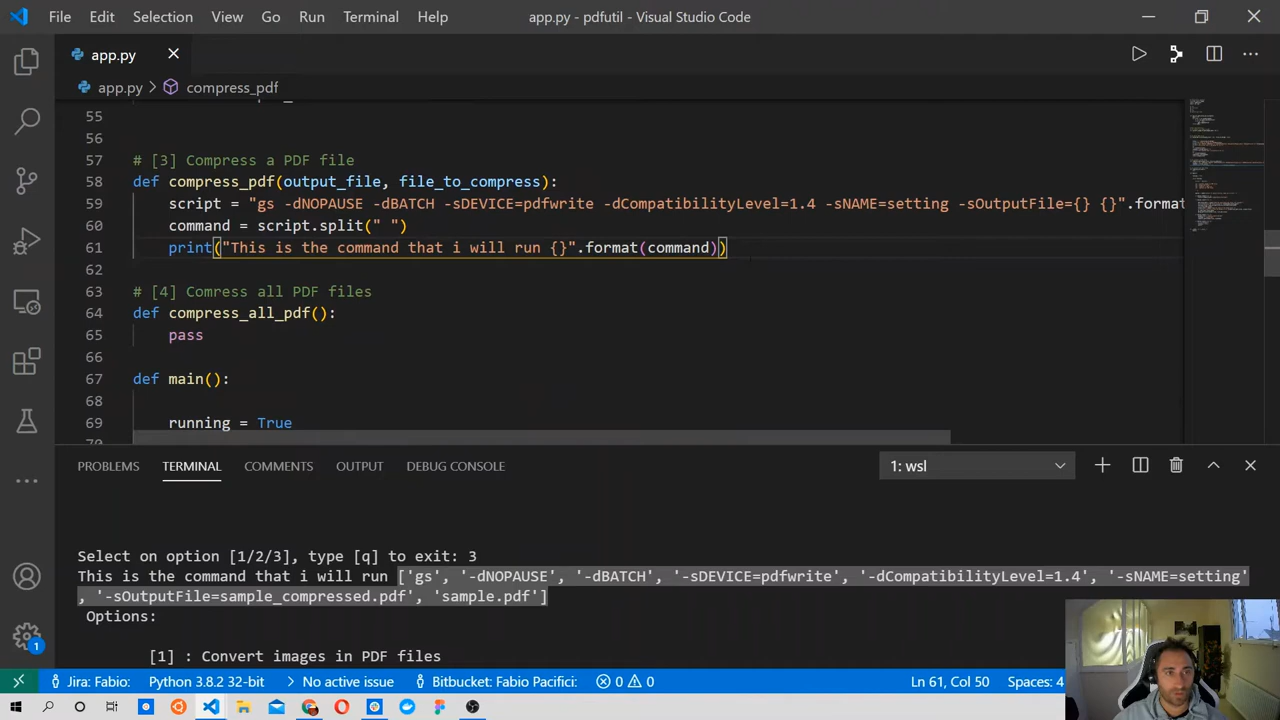 File Edit Selection View Go Run Terminal Help app.py - pdfutil - Visual Studio Code
app.py
app.py > compress_pdf
55
56
57 # [3] Compress a PDF file
58 def compress_pdf(output_file, file_to_compress):
59 script = "gs -dNOPAUSE -dBATCH -sDEVICE=pdfwrite -dCompatibilityLevel=1.4 -sNAME=setting -sOutputFile={} {}".format
60 command = script.split(" ")
61 print("This is the command that i will run {}".format(command))
62
63 # [4] Comress all PDF files
64 def compress_all_pdf():
65 pass
66
67 def main():
68
69 running = True
70
PROBLEMS TERMINAL COMMENTS OUTPUT DEBUG CONSOLE 1: wsl
Select on option [1/2/3], type [q] to exit: 3
This is the command that i will run ['gs', '-dNOPAUSE', '-dBATCH', '-sDEVICE=pdfwrite', '-dCompatibilityLevel=1.4', '-sNAME=setting'
, '-sOutputFile=sample_compressed.pdf', 'sample.pdf']
Options:
[1] : Convert images in PDF files
1
Jira: Fabio: Python 3.8.2 32-bit No active issue Bitbucket: Fabio Pacifici: 0 0 Ln 61, Col 50 Spaces: 4